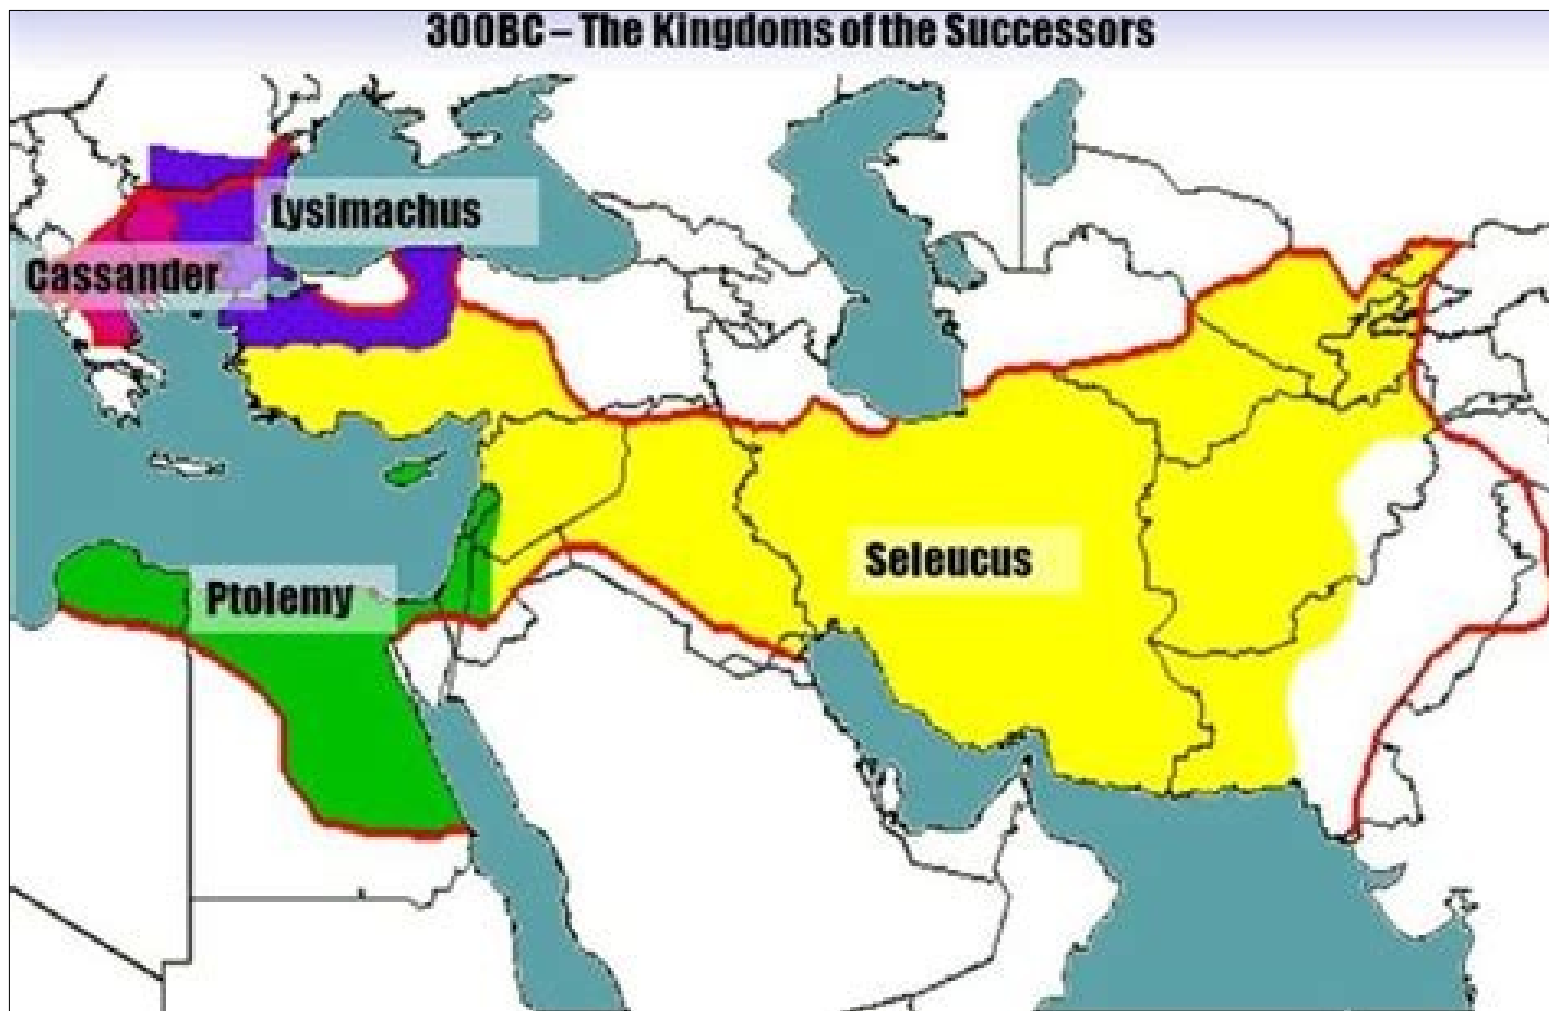 300BC – The Kingdoms of the Successors
Lysimachus
Cassander
Seleucus
Ptolemy